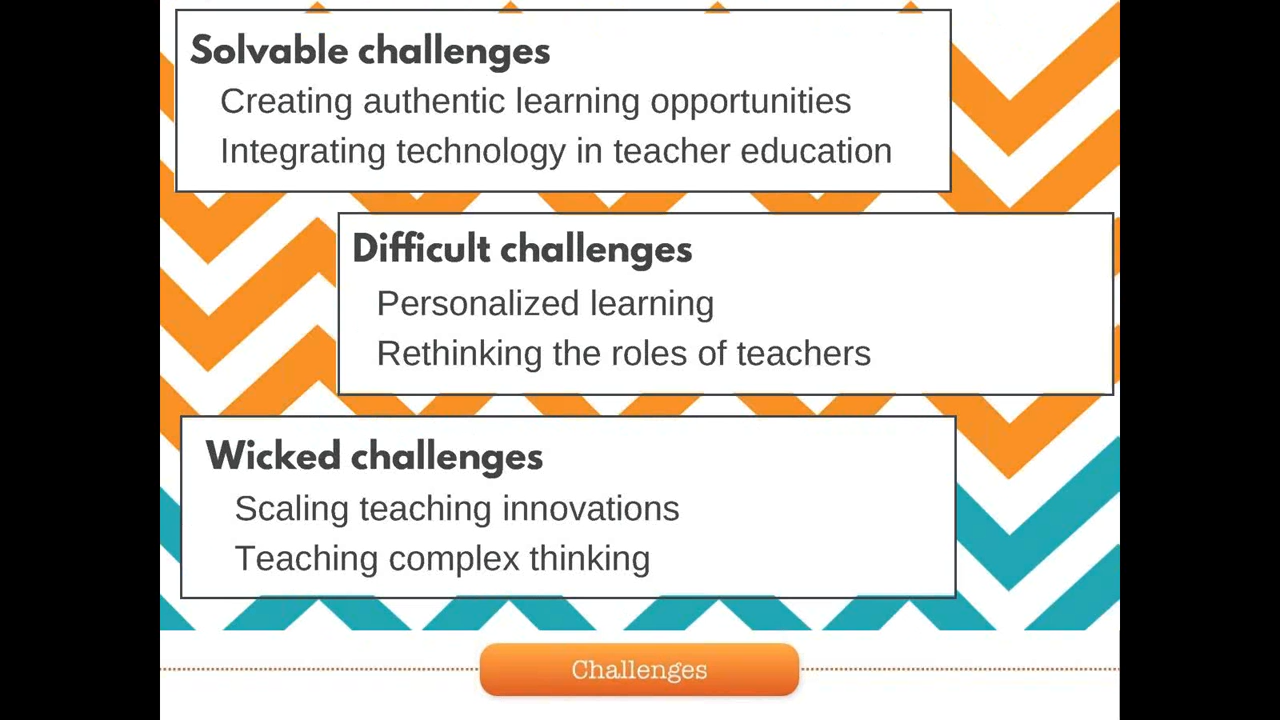 Solvable challenges
Creating authentic learning opportunities
Integrating technology in teacher education
Difficult challenges
Personalized learning
Rethinking the roles of teachers
Wicked challenges
Scaling teaching innovations
Teaching complex thinking
Challenges